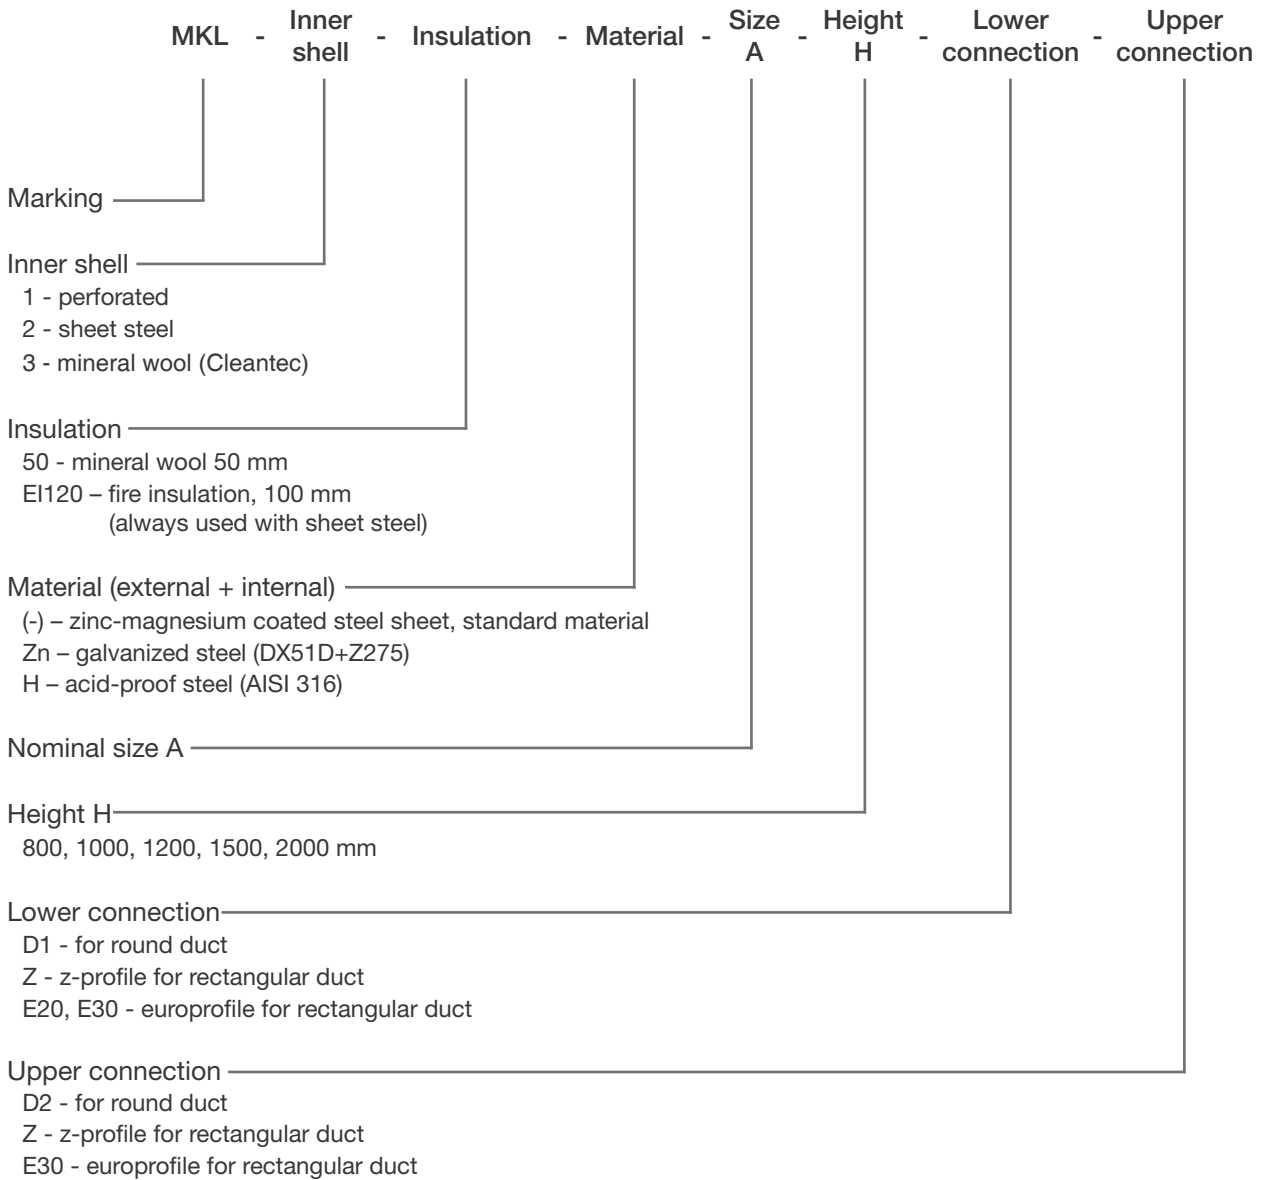 MKL - Inner shell - Insulation - Material - Size A - Height H - Lower connection - Upper connection
Marking
Inner shell
1 - perforated
2 - sheet steel
3 - mineral wool (Cleantec)
Insulation
50 - mineral wool 50 mm
EI120 – fire insulation, 100 mm
(always used with sheet steel)
Material (external + internal)
(-) – zinc-magnesium coated steel sheet, standard material
Zn – galvanized steel (DX51D+Z275)
H – acid-proof steel (AISI 316)
Nominal size A
Height H
800, 1000, 1200, 1500, 2000 mm
Lower connection
D1 - for round duct
Z - z-profile for rectangular duct
E20, E30 - europrofile for rectangular duct
Upper connection
D2 - for round duct
Z - z-profile for rectangular duct
E30 - europrofile for rectangular duct